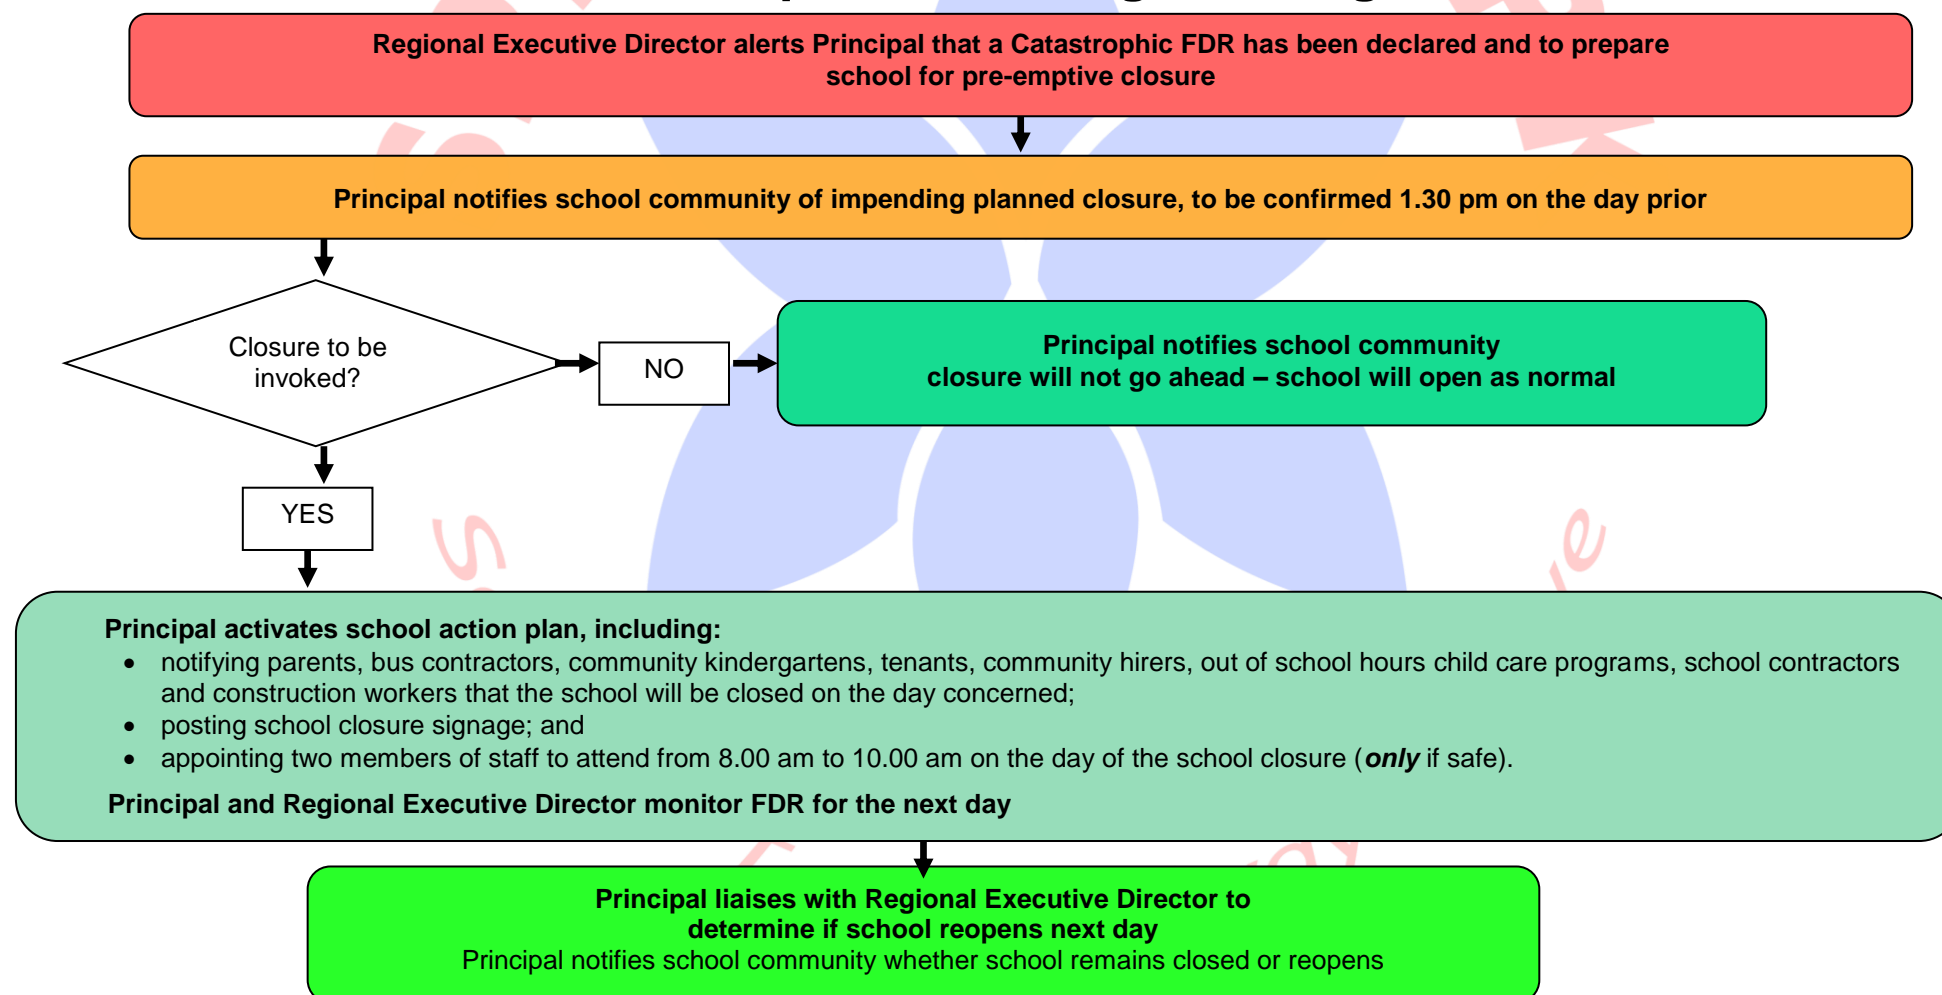 Regional Executive Director alerts Principal that a Catastrophic FDR has been declared and to prepare
school for pre-emptive closure
Principal notifies school community of impending planned closure, to be confirmed 1.30 pm on the day prior
Closure to be
invoked?
NO
Principal notifies school community
closure will not go ahead – school will open as normal
YES
Principal activates school action plan, including:
• notifying parents, bus contractors, community kindergartens, tenants, community hirers, out of school hours child care programs, school contractors
and construction workers that the school will be closed on the day concerned;
• posting school closure signage; and
• appointing two members of staff to attend from 8.00 am to 10.00 am on the day of the school closure (only if safe).
Principal and Regional Executive Director monitor FDR for the next day
Principal liaises with Regional Executive Director to
determine if school reopens next day
Principal notifies school community whether school remains closed or reopens